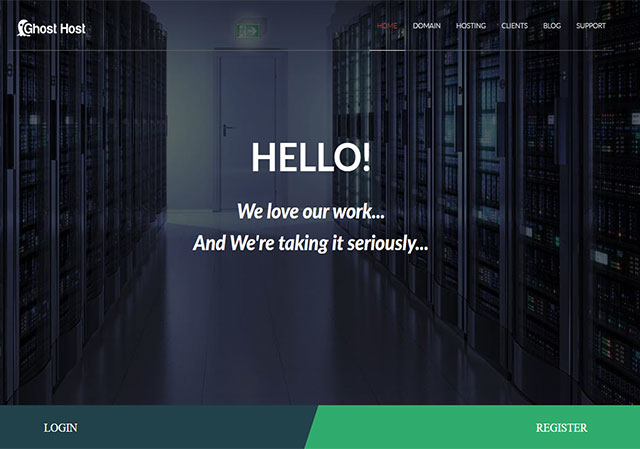 Ghost Host
HOME DOMAIN HOSTING CLIENTS BLOG SUPPORT
HELLO!
We love our work...
And We're taking it seriously...
LOGIN REGISTER